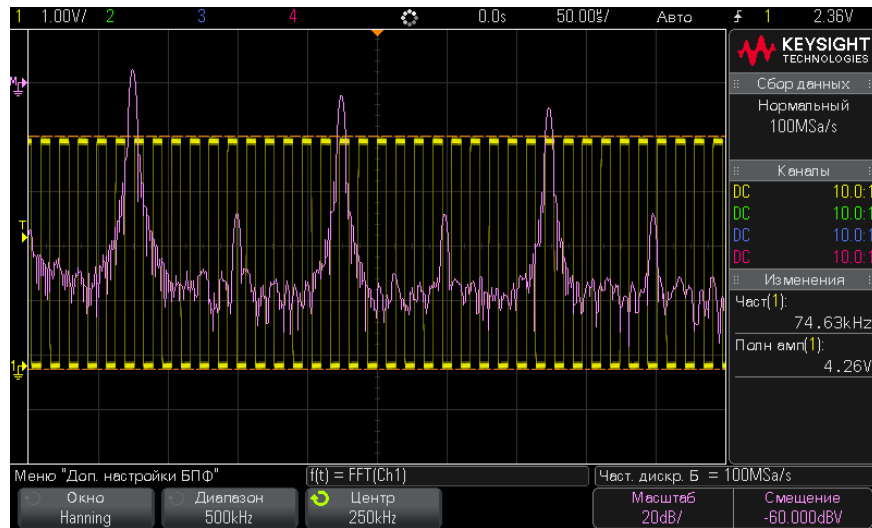 1 1.00V/ 2 3 4 0.0s 50.00µs/ Авто 1 2.36V
KEYSIGHT
TECHNOLOGIES
Сбор данных
Нормальный
100MSa/s
Каналы
DC 10.0:1
DC 10.0:1
DC 10.0:1
DC 10.0:1
Изменения
Част(1):
74.63kHz
Полн амп(1):
4.26V
M
T
1
Меню "Доп. настройки БПФ"
f(t) = FFT(Ch1)
Част. дискр. Б = 100MSa/s
Окно
Hanning
Диапазон
500kHz
Центр
250kHz
Масштаб
20dB/
Смещение
-60.000dBV